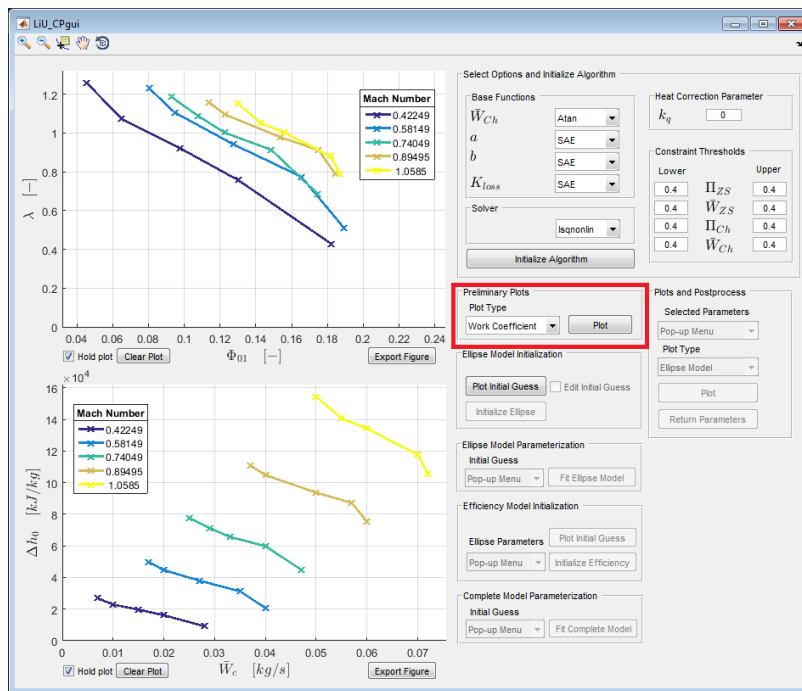 LiU_CPgui
λ [-]
1.2
1
0.8
0.6
0.4
0.2
0
0.04 0.06 0.08 0.1 0.12 0.14 0.16 0.18 0.2 0.22 0.24
Mach Number
0.42249
0.58149
0.74049
0.89495
1.0585
Hold plot Clear Plot Φ01 [-] Export Figure
×10⁴
Δh0 [kJ/kg]
16
14
12
10
8
6
4
2
0
0 0.01 0.02 0.03 0.04 0.05 0.06 0.07
Mach Number
0.42249
0.58149
0.74049
0.89495
1.0585
Hold plot Clear Plot W̄c [kg/s] Export Figure
Select Options and Initialize Algorithm
Base Functions
W̄Ch Atan
a SAE
b SAE
Kloss SAE
Solver
lsqnonlin
Initialize Algorithm
Heat Correction Parameter
kq 0
Constraint Thresholds
Lower Upper
0.4 ΠZS 0.4
0.4 W̄ZS 0.4
0.4 ΠCh 0.4
0.4 W̄Ch 0.4
Preliminary Plots
Plot Type
Work Coefficient Plot
Ellipse Model Initialization
Plot Initial Guess Edit Initial Guess
Initialize Ellipse
Ellipse Model Parameterization
Initial Guess
Pop-up Menu Fit Ellipse Model
Efficiency Model Initialization
Plot Initial Guess
Ellipse Parameters
Pop-up Menu Initialize Efficiency
Complete Model Parameterization
Initial Guess
Pop-up Menu Fit Complete Model
Plots and Postprocess
Selected Parameters
Pop-up Menu
Plot Type
Ellipse Model
Plot
Return Parameters